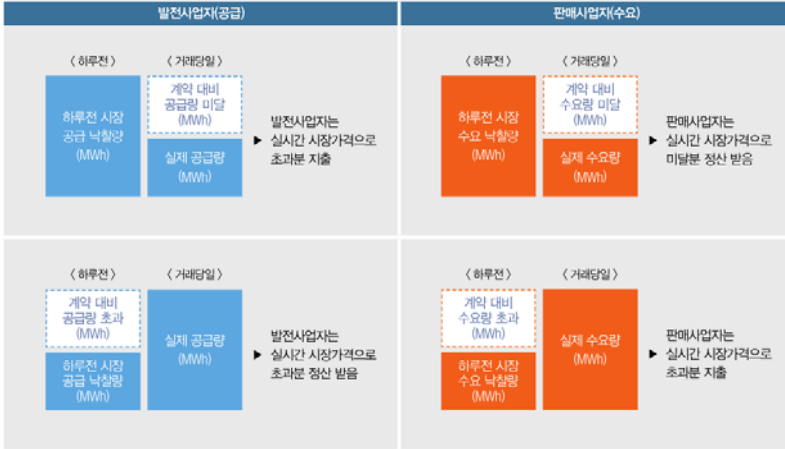 발전사업자(공급)
판매사업자(수요)
〈 하루전 〉
〈 거래당일 〉
하루전 시장
공급 낙찰량
(MWh)
계약 대비
공급량 미달
(MWh)
실제 공급량
(MWh)
▶ 발전사업자는
실시간 시장가격으로
초과분 지출
〈 하루전 〉
〈 거래당일 〉
하루전 시장
수요 낙찰량
(MWh)
계약 대비
수요량 미달
(MWh)
실제 수요량
(MWh)
▶ 판매사업자는
실시간 시장가격으로
미달분 정산 받음
〈 하루전 〉
〈 거래당일 〉
계약 대비
공급량 초과
(MWh)
하루전 시장
공급 낙찰량
(MWh)
실제 공급량
(MWh)
▶ 발전사업자는
실시간 시장가격으로
초과분 정산 받음
〈 하루전 〉
〈 거래당일 〉
계약 대비
수요량 초과
(MWh)
하루전 시장
수요 낙찰량
(MWh)
실제 수요량
(MWh)
▶ 판매사업자는
실시간 시장가격으로
초과분 지출